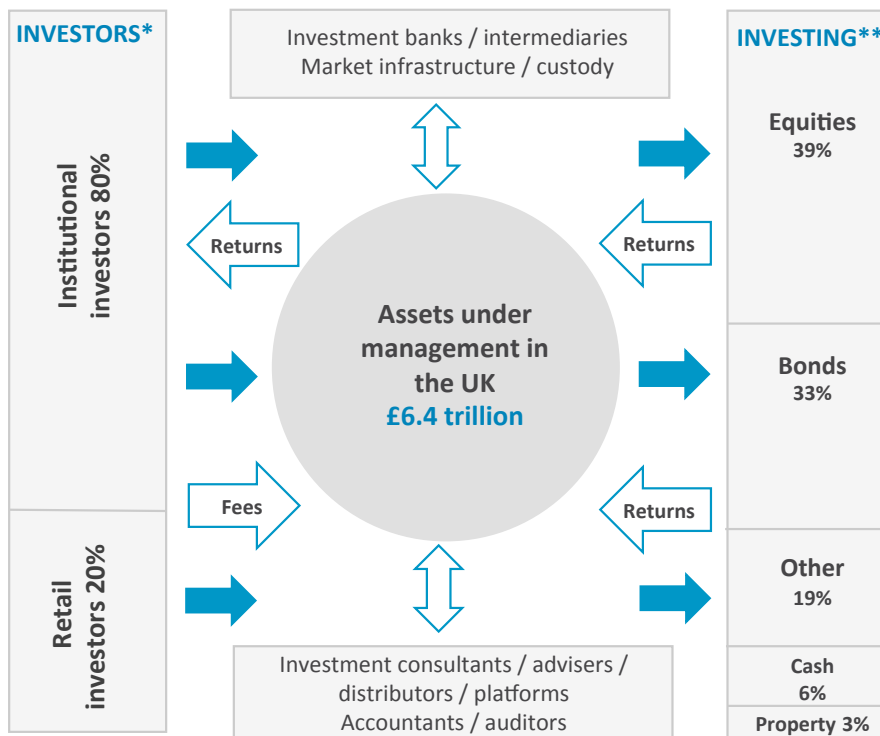 INVESTORS*
Institutional
investors 80%
Retail
investors 20%
Investment banks / intermediaries
Market infrastructure / custody
Returns
Fees
Assets under
management in
the UK
£6.4 trillion
Returns
Returns
Investment consultants / advisers /
distributors / platforms
Accountants / auditors
INVESTING**
Equities
39%
Bonds
33%
Other
19%
Cash
6%
Property 3%